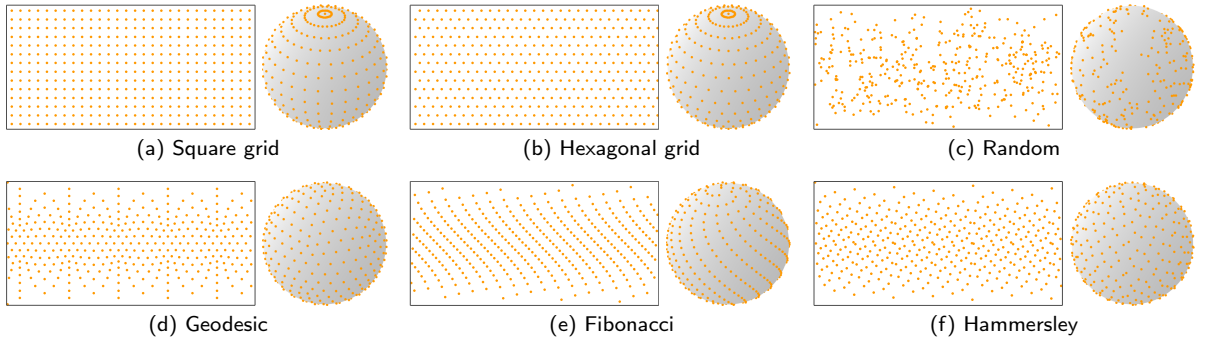 (a) Square grid
(b) Hexagonal grid
(c) Random
(d) Geodesic
(e) Fibonacci
(f) Hammersley